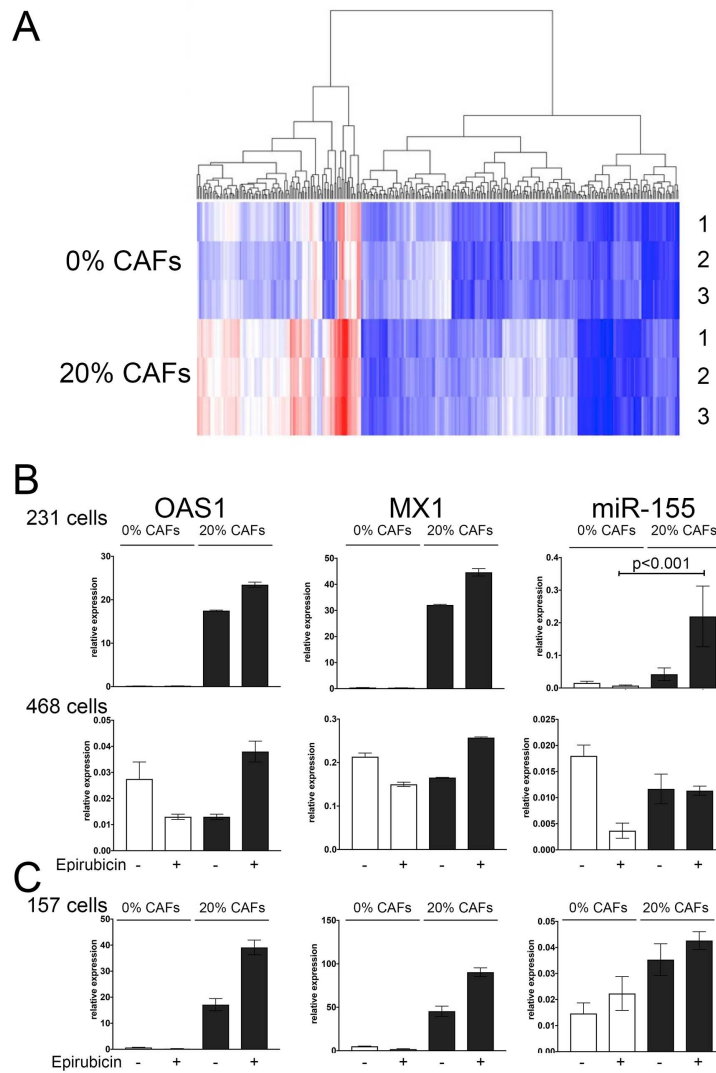 A
0% CAFs
1
2
3
20% CAFs
1
2
3
B
231 cells
OAS1
MX1
miR-155
0% CAFs 20% CAFs
0% CAFs 20% CAFs
0% CAFs 20% CAFs
relative expression
30
20
10
0
relative expression
50
40
30
20
10
0
p<0.001
relative expression
0.4
0.3
0.2
0.1
0.0
468 cells
relative expression
0.05
0.04
0.03
0.02
0.01
0.00
relative expression
0.3
0.2
0.1
0.0
relative expression
0.025
0.020
0.015
0.010
0.005
0.000
Epirubicin - + - +
- + - +
- + - +
C
157 cells
0% CAFs 20% CAFs
0% CAFs 20% CAFs
0% CAFs 20% CAFs
relative expression
50
40
30
20
10
0
relative expression
150
100
50
0
relative expression
0.05
0.04
0.03
0.02
0.01
0.00
Epirubicin - + - +
- + - +
- + - +